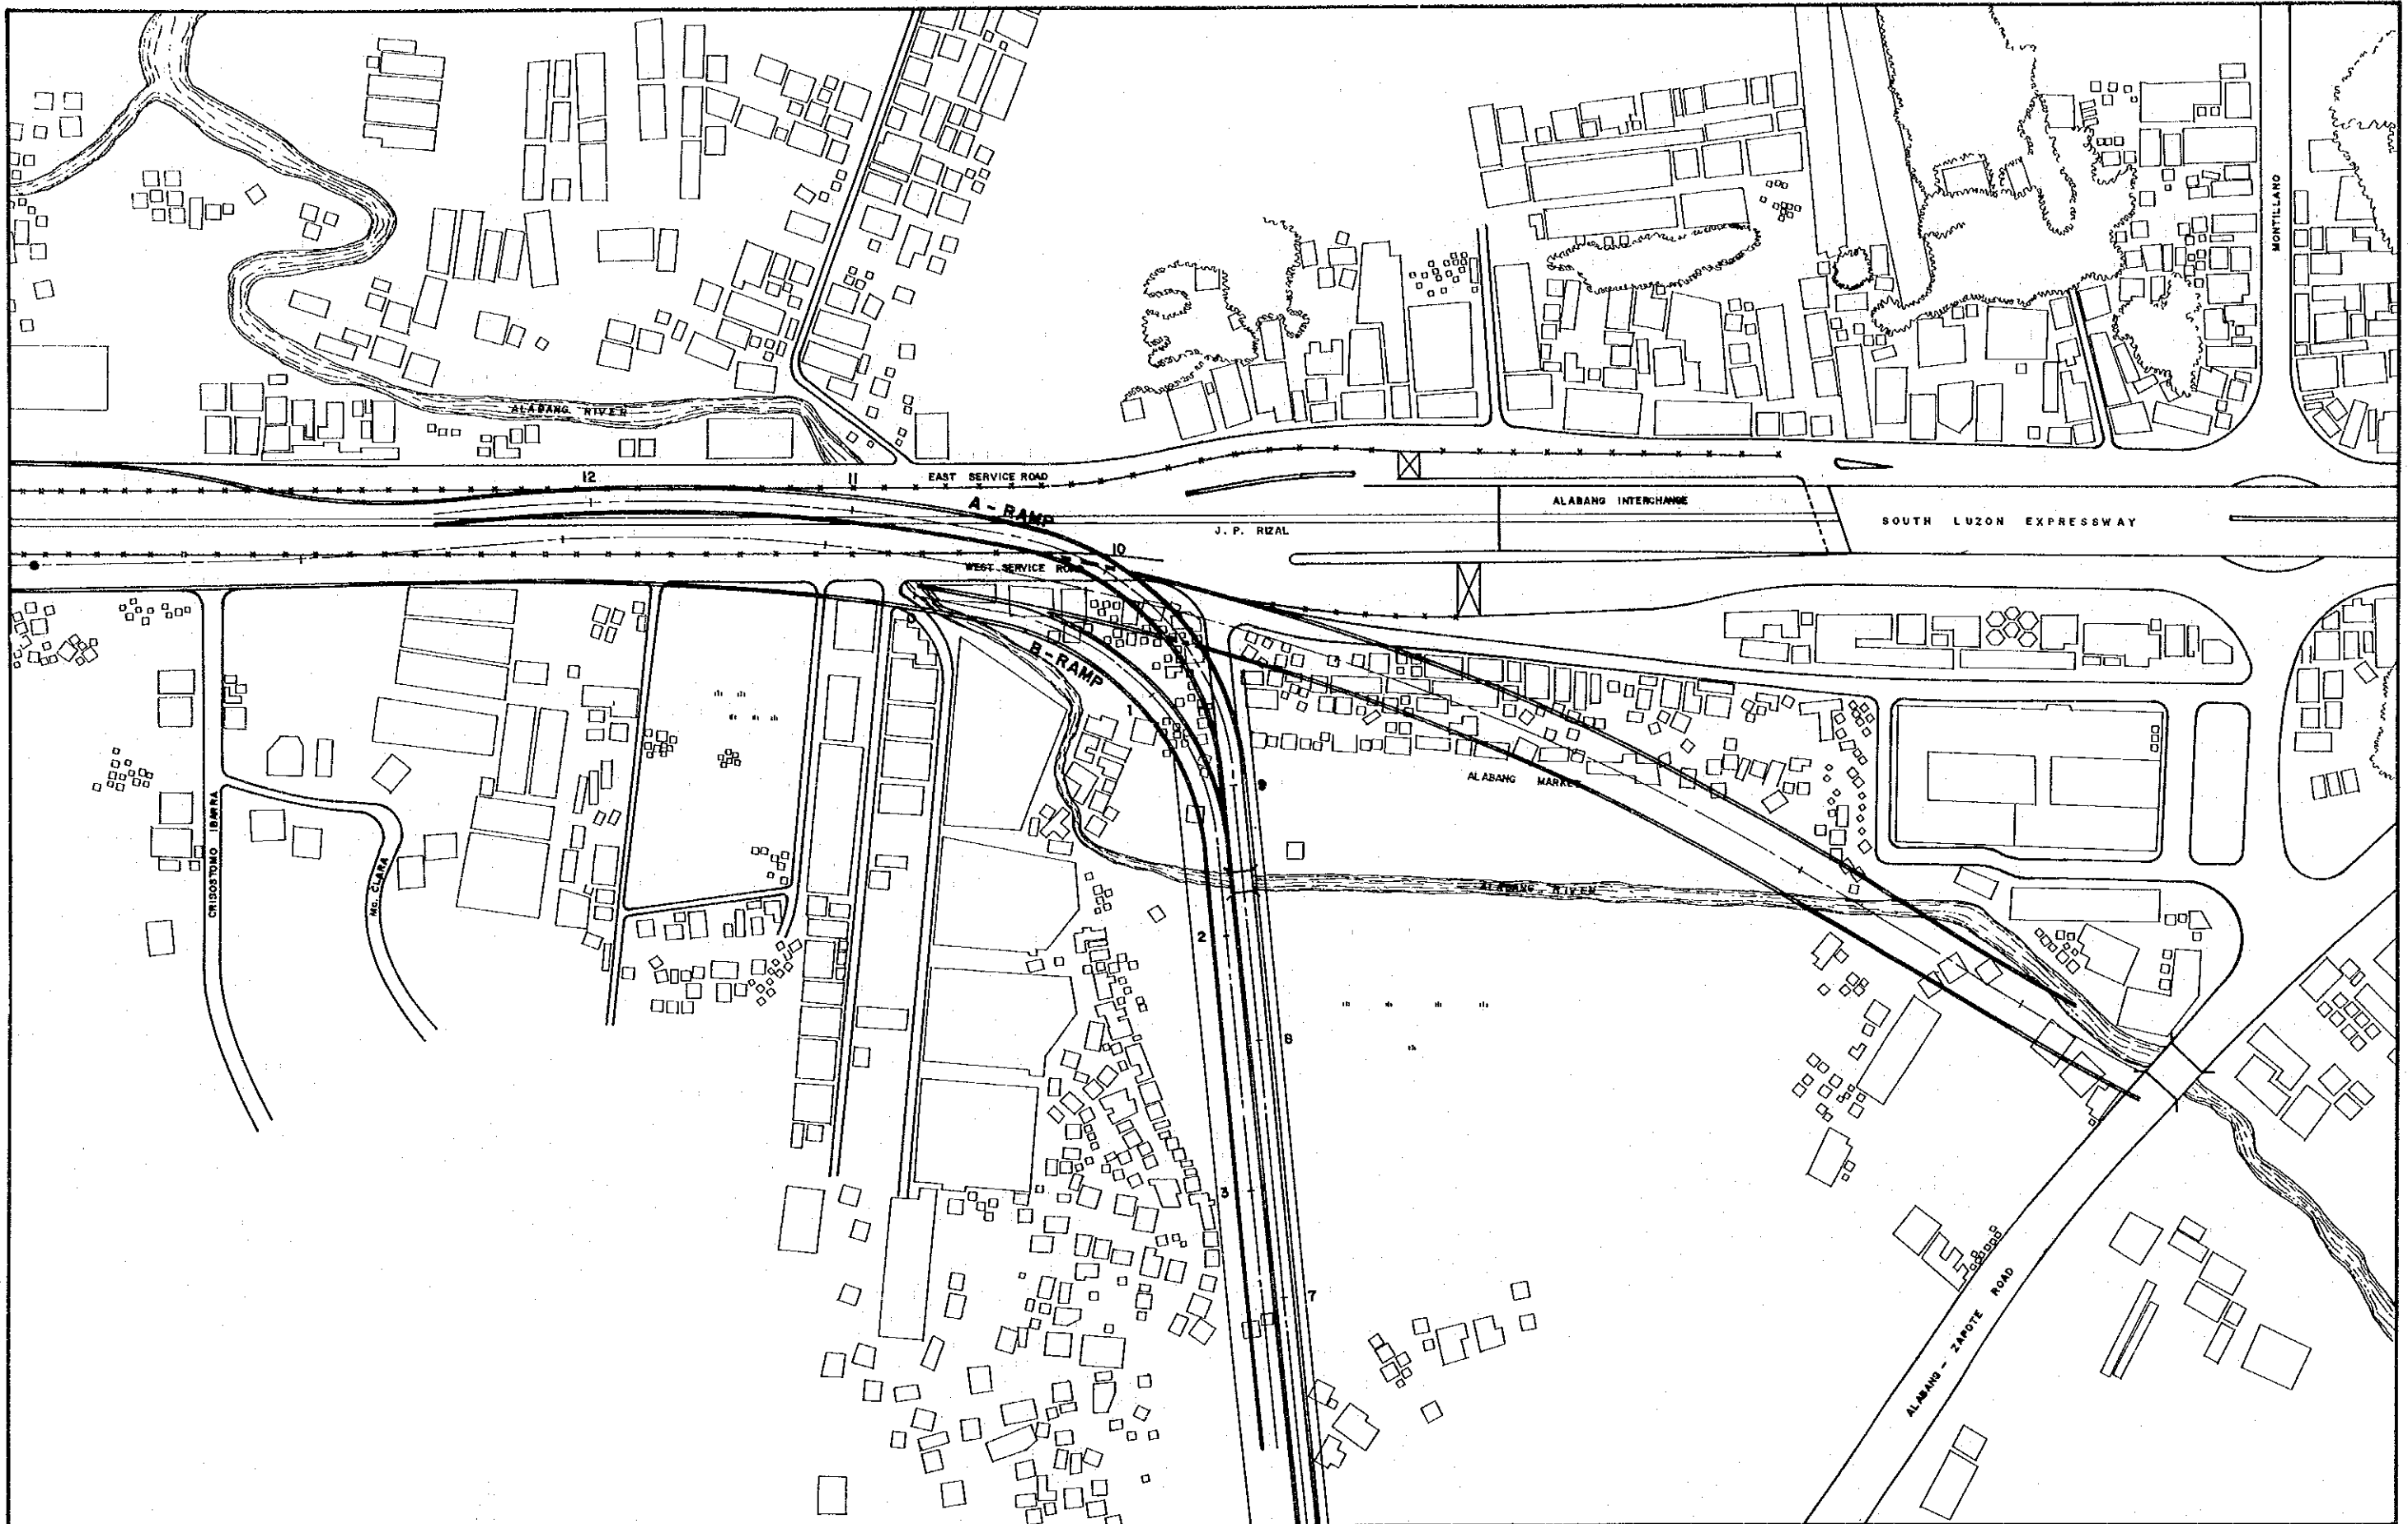 MONTILLANO
ALABANG RIVER
12
11
EAST SERVICE ROAD
A - RAMP
ALABANG INTERCHANGE
J. P. RIZAL
SOUTH LUZON EXPRESSWAY
10
WEST SERVICE ROAD
B - RAMP
1
9
ALABANG MARKET
CRISOSTOMO IBARRA
Ma. CLARA
ALABANG RIVER
2
8
3
7
ALABANG - ZAPOTE ROAD